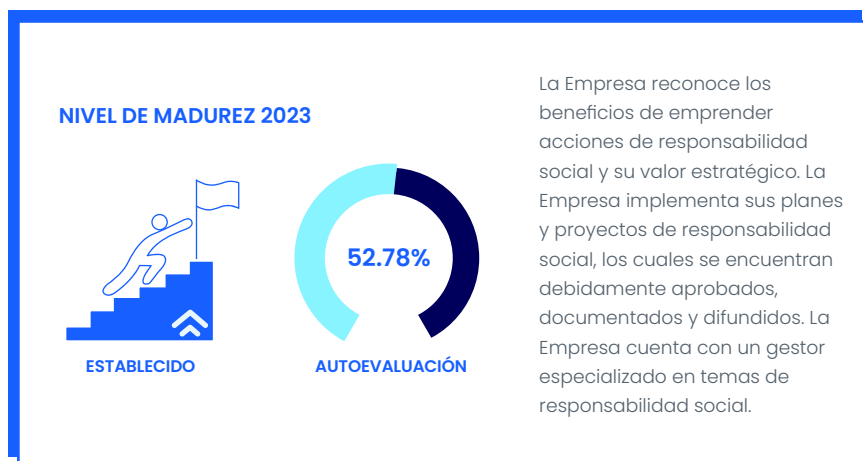 NIVEL DE MADUREZ 2023
52.78%
ESTABLECIDO
AUTOEVALUACIÓN
La Empresa reconoce los
beneficios de emprender
acciones de responsabilidad
social y su valor estratégico. La
Empresa implementa sus planes
y proyectos de responsabilidad
social, los cuales se encuentran
debidamente aprobados,
documentados y difundidos. La
Empresa cuenta con un gestor
especializado en temas de
responsabilidad social.